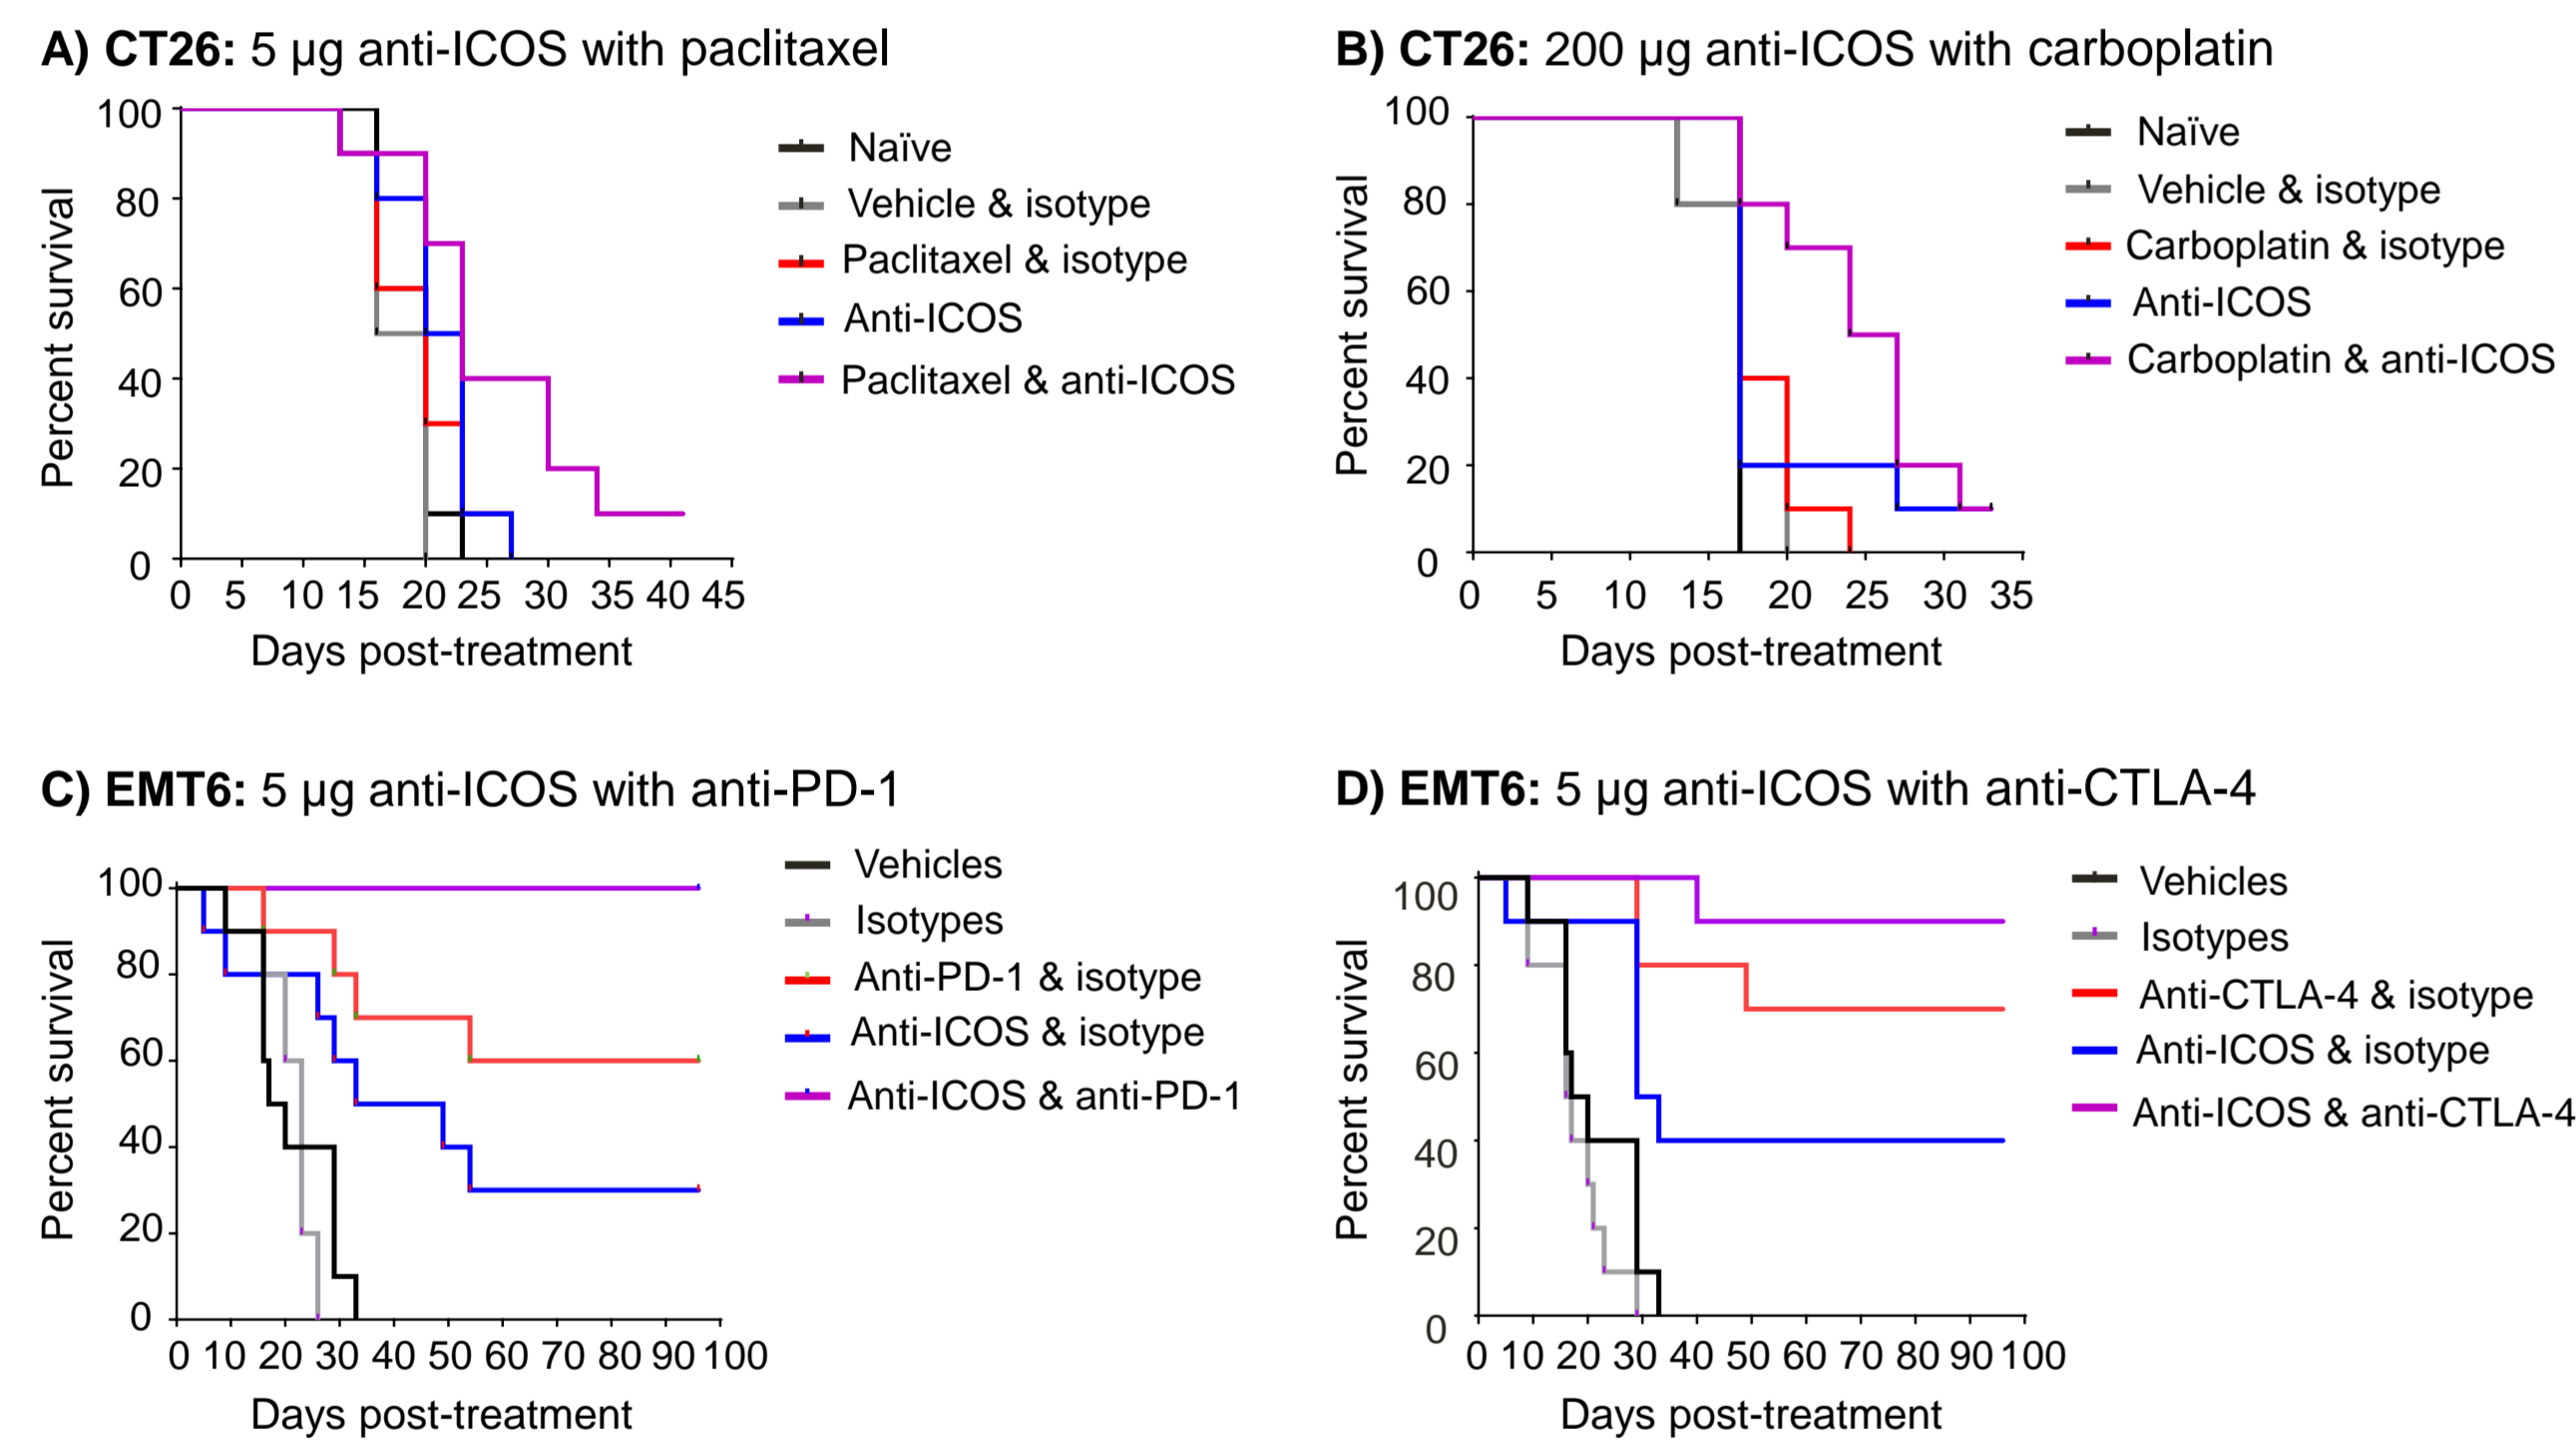 A) CT26: 5 µg anti-ICOS with paclitaxel
Percent survival
100
80
60
40
20
0
0 5 10 15 20 25 30 35 40 45
Days post-treatment
Naïve
Vehicle & isotype
Paclitaxel & isotype
Anti-ICOS
Paclitaxel & anti-ICOS
B) CT26: 200 µg anti-ICOS with carboplatin
Percent survival
100
80
60
40
20
0
0 5 10 15 20 25 30 35
Days post-treatment
Naïve
Vehicle & isotype
Carboplatin & isotype
Anti-ICOS
Carboplatin & anti-ICOS
C) EMT6: 5 µg anti-ICOS with anti-PD-1
Percent survival
100
80
60
40
20
0
0 10 20 30 40 50 60 70 80 90 100
Days post-treatment
Vehicles
Isotypes
Anti-PD-1 & isotype
Anti-ICOS & isotype
Anti-ICOS & anti-PD-1
D) EMT6: 5 µg anti-ICOS with anti-CTLA-4
Percent survival
100
80
60
40
20
0
0 10 20 30 40 50 60 70 80 90 100
Days post-treatment
Vehicles
Isotypes
Anti-CTLA-4 & isotype
Anti-ICOS & isotype
Anti-ICOS & anti-CTLA-4